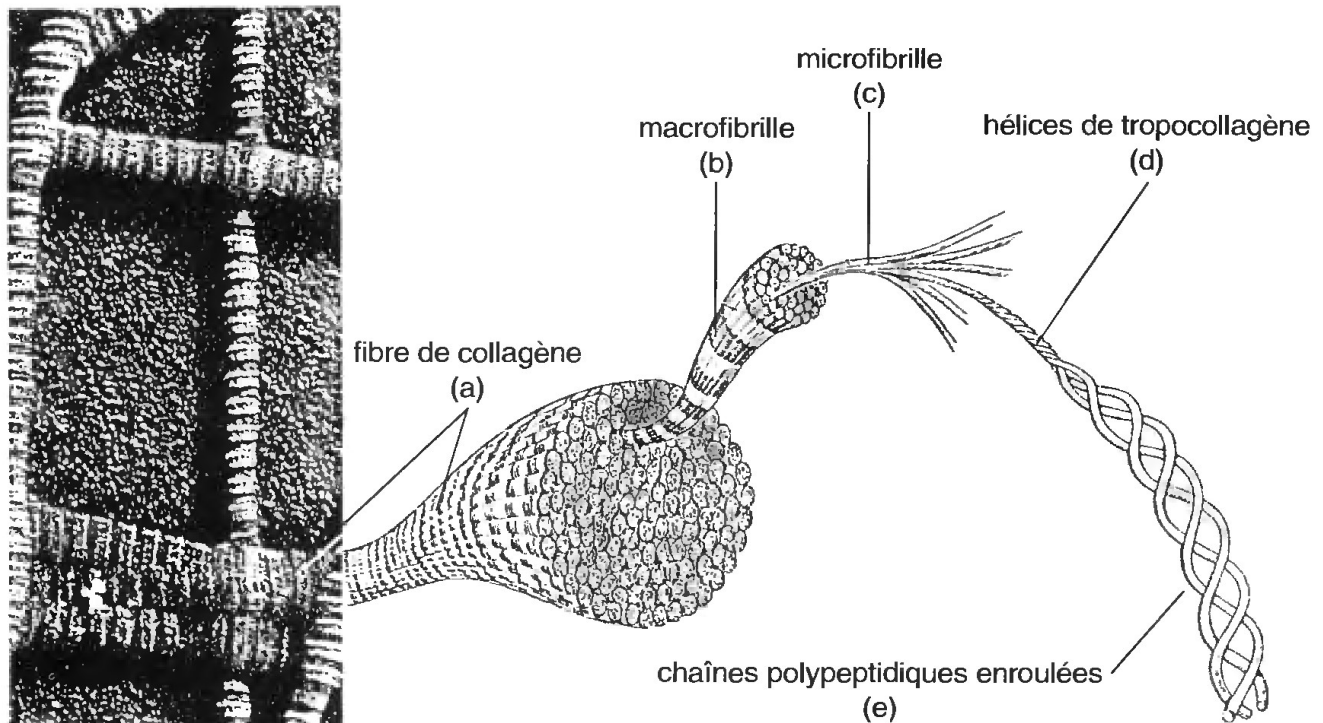 microfibrille
(c)
macrofibrille
(b)
hélices de tropocollagène
(d)
fibre de collagène
(a)
chaînes polypeptidiques enroulées
(e)